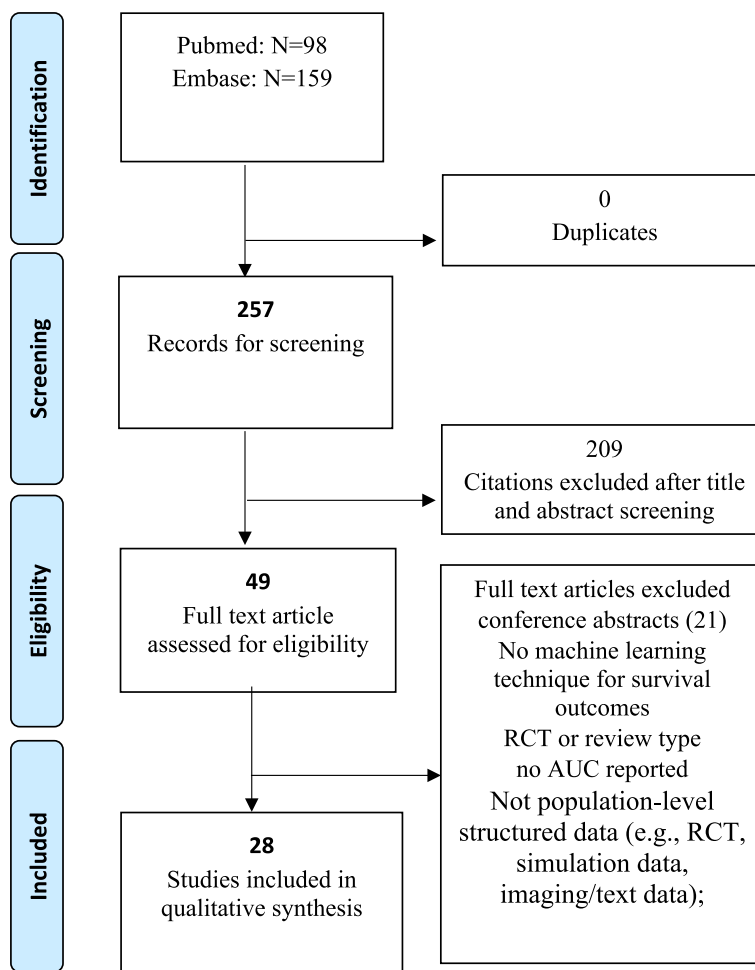 Identification
Pubmed: N=98
Embase: N=159
0
Duplicates
Screening
257
Records for screening
209
Citations excluded after title
and abstract screening
Eligibility
49
Full text article
assessed for eligibility
Full text articles excluded
conference abstracts (21)
No machine learning
technique for survival
outcomes
RCT or review type
no AUC reported
Not population-level
structured data (e.g., RCT,
simulation data,
imaging/text data);
Included
28
Studies included in
qualitative synthesis